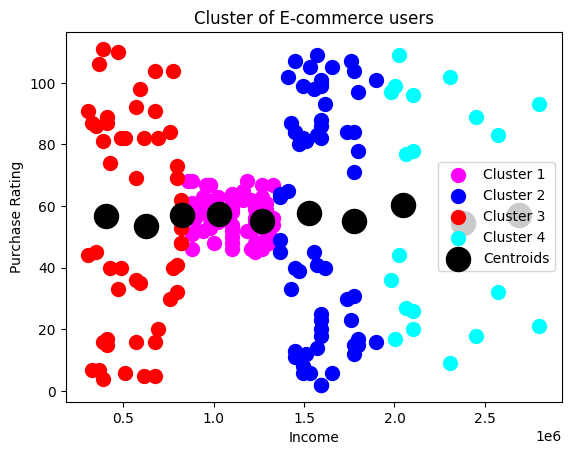 Cluster of E-commerce users
Purchase Rating
100
80
60
40
20
0
Cluster 1
Cluster 2
Cluster 3
Cluster 4
Centroids
0.5
1.0
1.5
2.0
2.5
1e6
Income